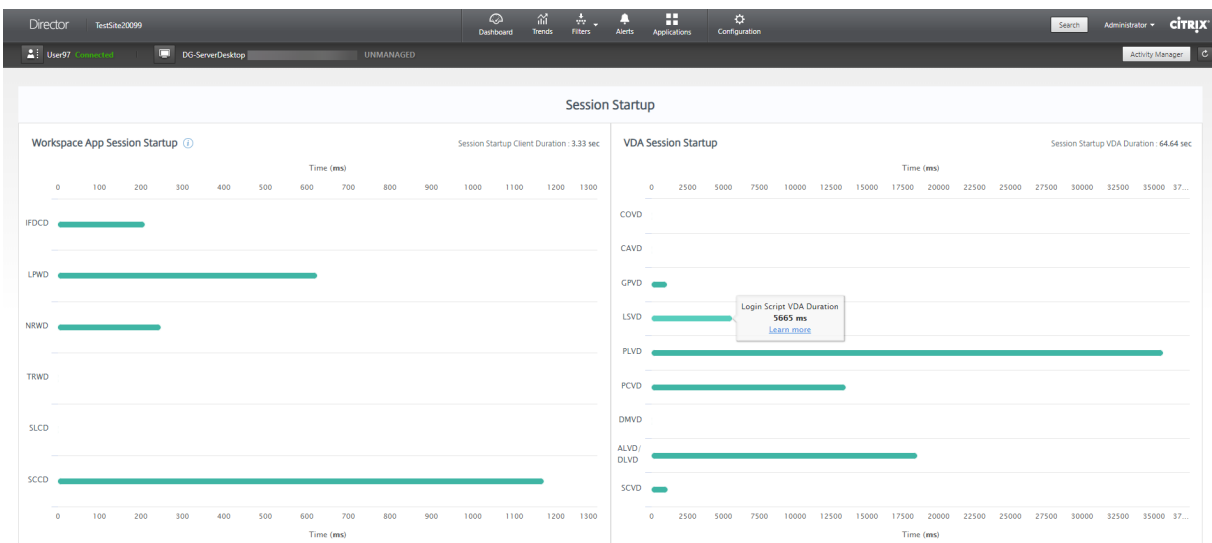 Director TestSite20099 Dashboard Trends Filters Alerts Applications Configuration Search Administrator CİTRIX
User97 Connected DG-ServerDesktop UNMANAGED Activity Manager
Session Startup
Workspace App Session Startup Session Startup Client Duration : 3.33 sec
Time (ms)
0 100 200 300 400 500 600 700 800 900 1000 1100 1200 1300
IFDCD
LPWD
NRWD
TRWD
SLCD
SCCD
0 100 200 300 400 500 600 700 800 900 1000 1100 1200 1300
Time (ms)
VDA Session Startup Session Startup VDA Duration : 64.64 sec
Time (ms)
0 2500 5000 7500 10000 12500 15000 17500 20000 22500 25000 27500 30000 32500 35000 37...
COVD
CAVD
GPVD
LSVD
Login Script VDA Duration
5665 ms
Learn more
PLVD
PCVD
DMVD
ALVD/
DLVD
SCVD
0 2500 5000 7500 10000 12500 15000 17500 20000 22500 25000 27500 30000 32500 35000 37...
Time (ms)